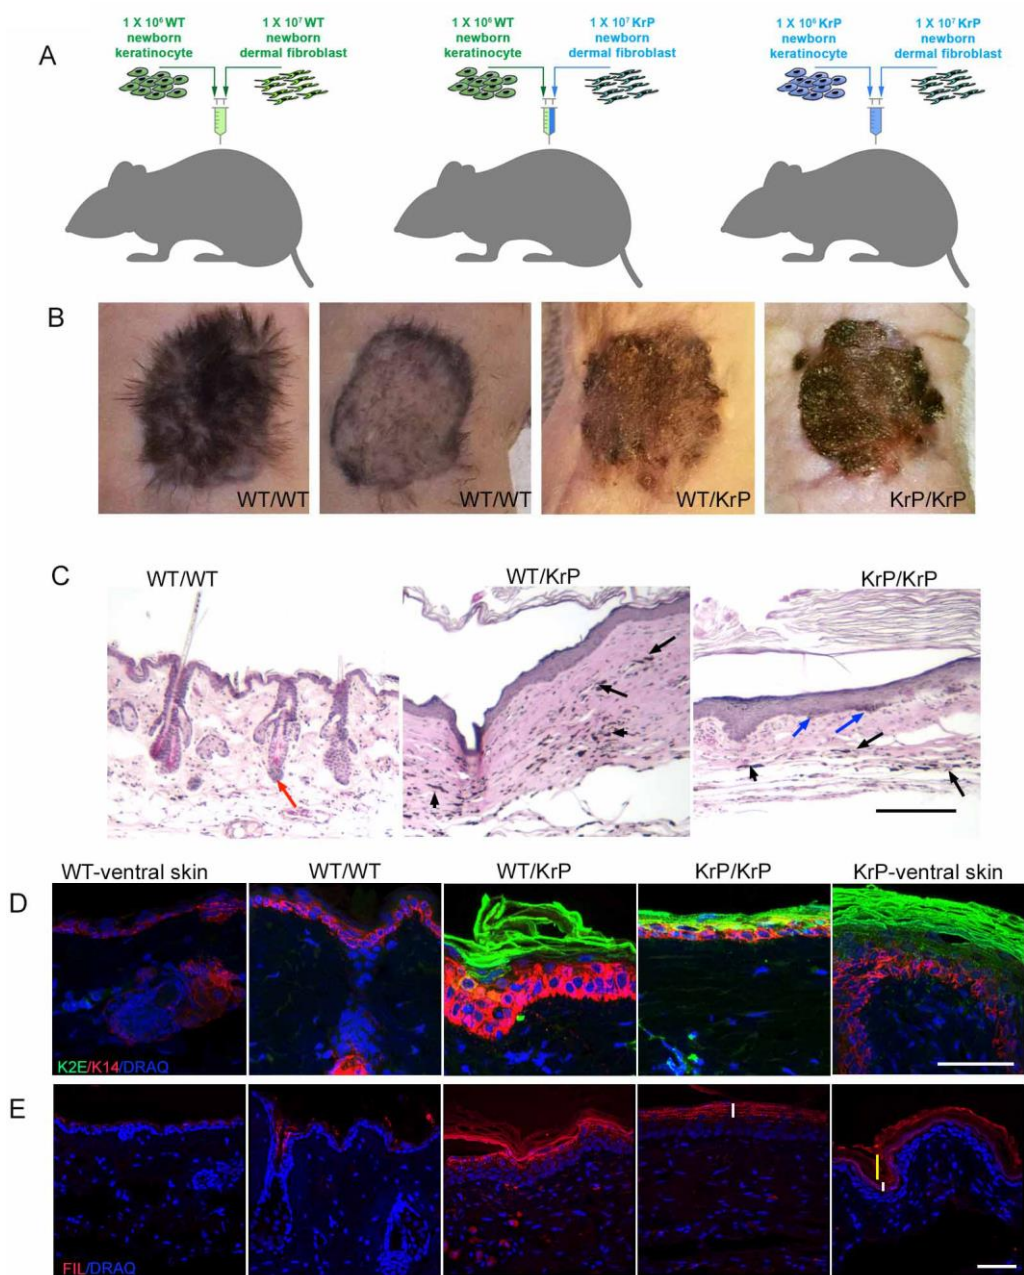 A
1 X 10⁶ WT
newborn
keratinocyte
1 X 10⁷ WT
newborn
dermal fibroblast
1 X 10⁶ WT
newborn
keratinocyte
1 X 10⁷ KrP
newborn
dermal fibroblast
1 X 10⁶ KrP
newborn
keratinocyte
1 X 10⁷ KrP
newborn
dermal fibroblast
B
WT/WT
WT/WT
WT/KrP
KrP/KrP
C
WT/WT
WT/KrP
KrP/KrP
D
WT-ventral skin
WT/WT
WT/KrP
KrP/KrP
KrP-ventral skin
K2E/K14/DRAQ
E
FIL/DRAQ